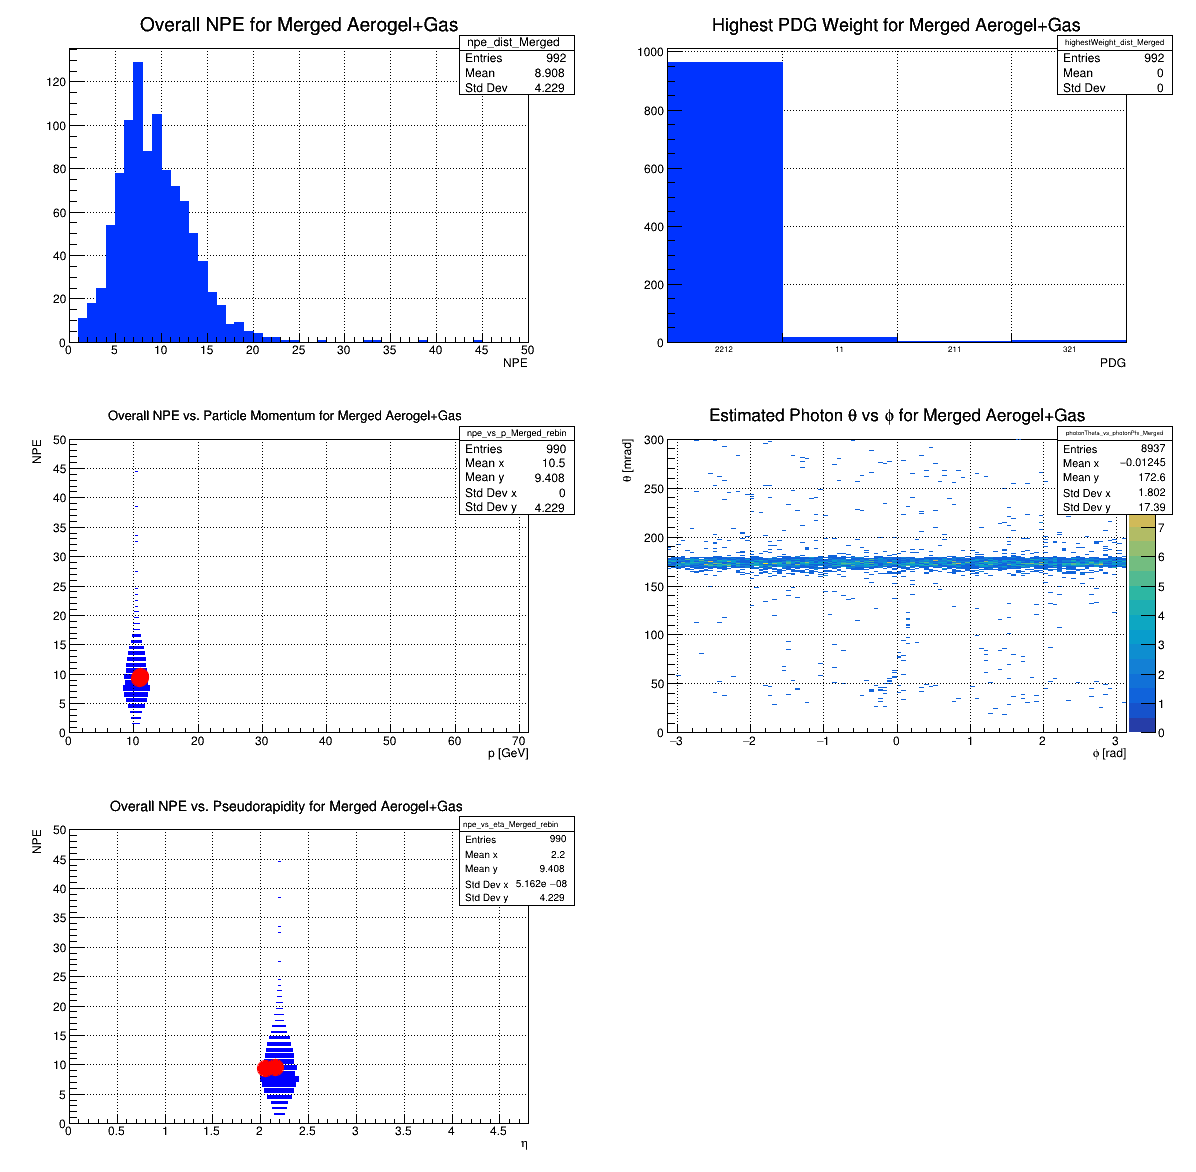 Overall NPE for Merged Aerogel+Gas
npe_dist_Merged
Entries 992
Mean 8.908
Std Dev 4.229
120
100
80
60
40
20
0
0 5 10 15 20 25 30 35 40 45 50
NPE
Highest PDG Weight for Merged Aerogel+Gas
highestWeight_dist_Merged
Entries 992
Mean 0
Std Dev 0
1000
800
600
400
200
0
2212 11 211 321
PDG
Overall NPE vs. Particle Momentum for Merged Aerogel+Gas
npe_vs_p_Merged_rebin
Entries 990
Mean x 10.5
Mean y 9.408
Std Dev x 0
Std Dev y 4.229
NPE
50
45
40
35
30
25
20
15
10
5
0
0 10 20 30 40 50 60 70
p [GeV]
Estimated Photon θ vs ϕ for Merged Aerogel+Gas
photonTheta_vs_photonPhi_Merged
Entries 8937
Mean x −0.01245
Mean y 172.6
Std Dev x 1.802
Std Dev y 17.39
θ [mrad]
300
250
200
150
100
50
0
−3 −2 −1 0 1 2 3
ϕ [rad]
7
6
5
4
3
2
1
0
Overall NPE vs. Pseudorapidity for Merged Aerogel+Gas
npe_vs_eta_Merged_rebin
Entries 990
Mean x 2.2
Mean y 9.408
Std Dev x 5.162e −08
Std Dev y 4.229
NPE
50
45
40
35
30
25
20
15
10
5
0
0 0.5 1 1.5 2 2.5 3 3.5 4 4.5
η